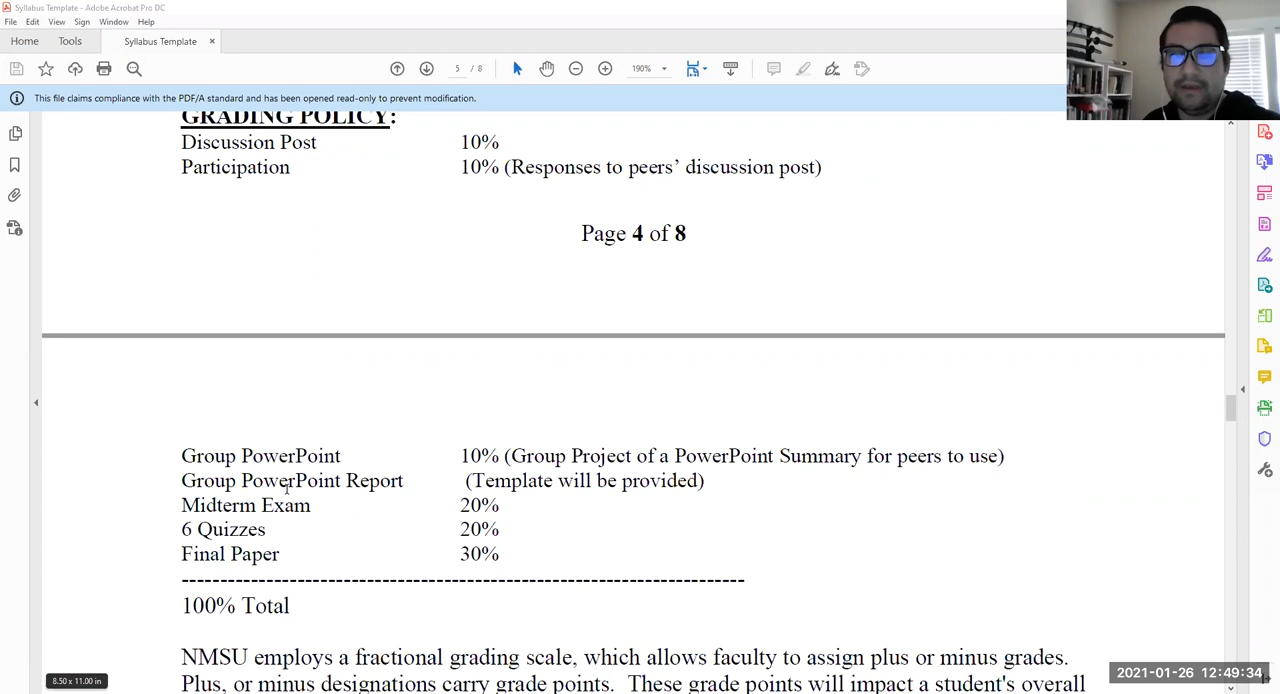 Syllabus Template - Adobe Acrobat Pro DC
File Edit View Sign Window Help
Home Tools Syllabus Template ×
5 / 8 190%
This file claims compliance with the PDF/A standard and has been opened read-only to prevent modification.
GRADING POLICY:
Discussion Post 10%
Participation 10% (Responses to peers’ discussion post)
Page 4 of 8
Group PowerPoint 10% (Group Project of a PowerPoint Summary for peers to use)
Group PowerPoint Report (Template will be provided)
Midterm Exam 20%
6 Quizzes 20%
Final Paper 30%
------------------------------------------------------------------------
100% Total
NMSU employs a fractional grading scale, which allows faculty to assign plus or minus grades.
Plus, or minus designations carry grade points. These grade points will impact a student's overall
8.50 x 11.00 in
2021-01-26 12:49:34